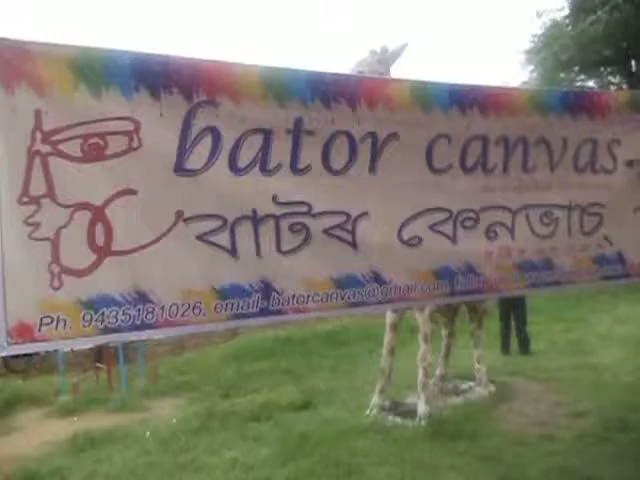 bator canvas
বাটৰ কেনভাচ্
Ph. 9435181026, email- batorcanvas@gmail.com,